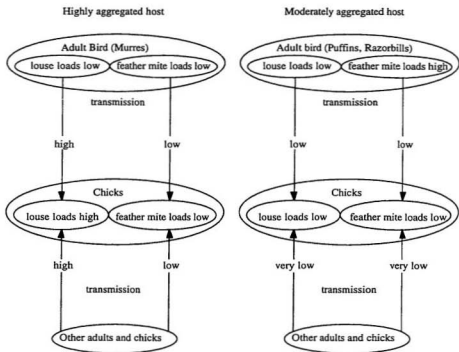 Highly aggregated host
Adult Bird (Murres)
louse loads low
feather mite loads low
transmission
high
low
Chicks
louse loads high
feather mite loads low
high
low
transmission
Other adults and chicks
Moderately aggregated host
Adult bird (Puffins, Razorbills)
louse loads low
feather mite loads high
transmission
low
low
Chicks
louse loads low
feather mite loads low
very low
very low
transmission
Other adults and chicks